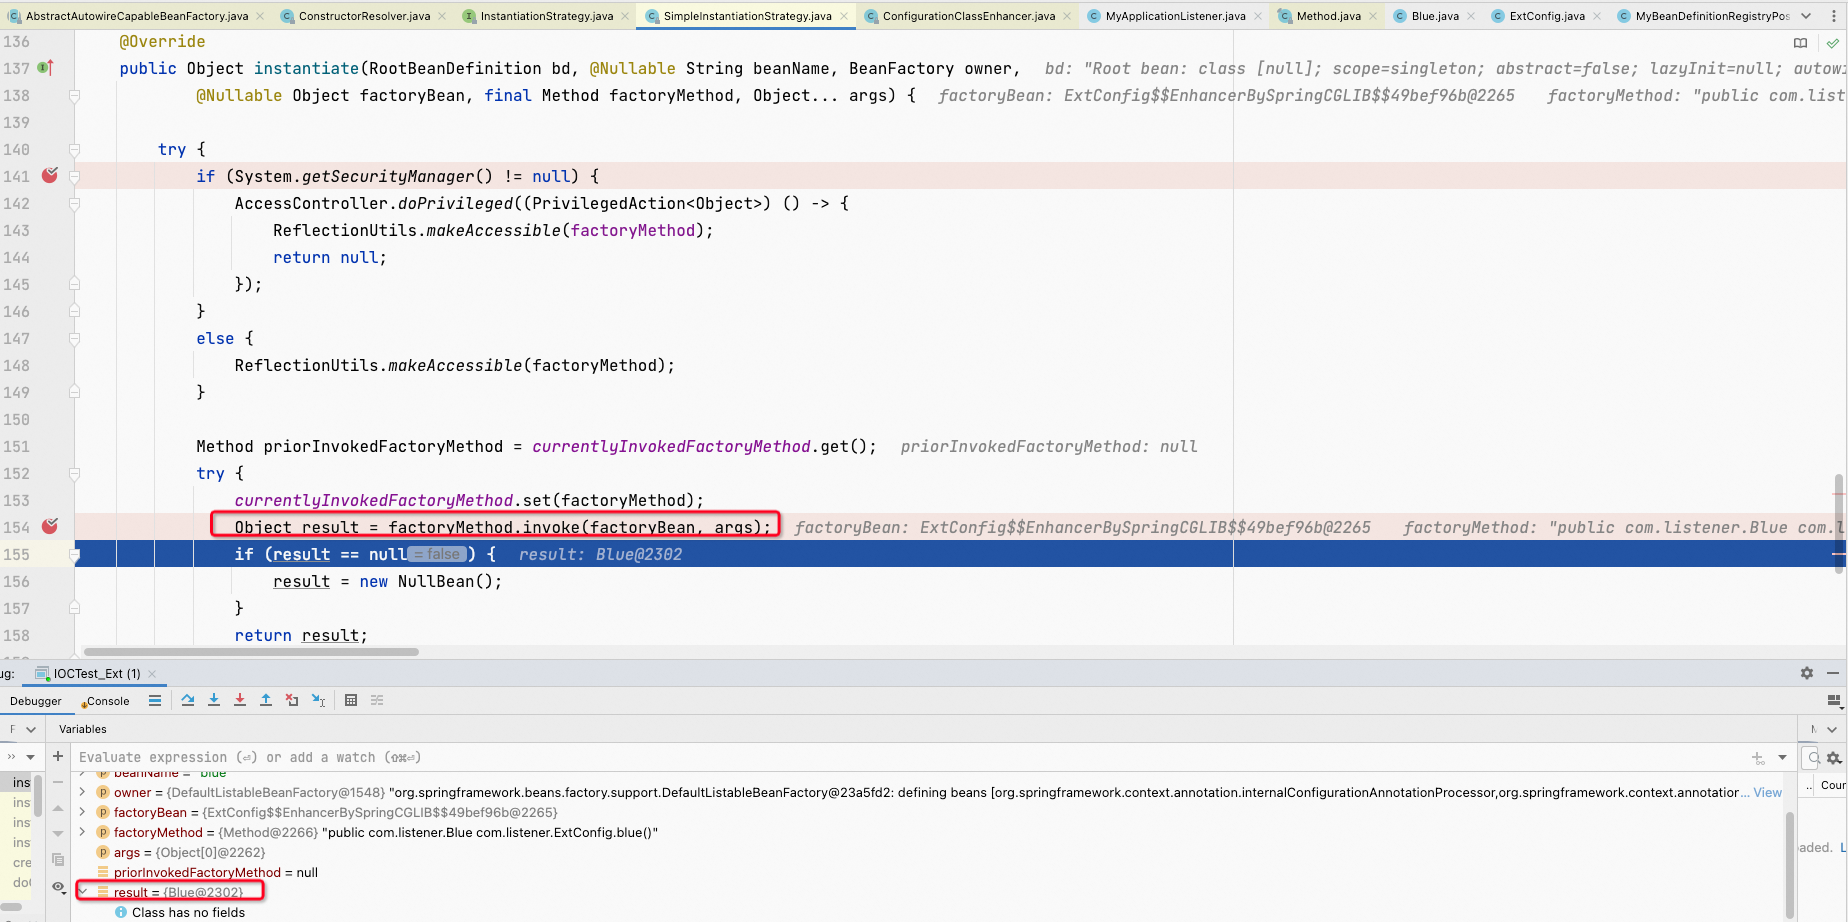 AbstractAutowireCapableBeanFactory.java ConstructorResolver.java InstantiationStrategy.java SimpleInstantiationStrategy.java ConfigurationClassEnhancer.java MyApplicationListener.java Method.java Blue.java ExtConfig.java MyBeanDefinitionRegistryPos
136 @Override
137 public Object instantiate(RootBeanDefinition bd, @Nullable String beanName, BeanFactory owner, bd: "Root bean: class [null]; scope=singleton; abstract=false; lazyInit=null; autowi
138 @Nullable Object factoryBean, final Method factoryMethod, Object... args) { factoryBean: ExtConfig$$EnhancerBySpringCGLIB$$49bef96b@2265 factoryMethod: "public com.list
139
140 try {
141 if (System.getSecurityManager() != null) {
142 AccessController.doPrivileged((PrivilegedAction<Object>) () -> {
143 ReflectionUtils.makeAccessible(factoryMethod);
144 return null;
145 });
146 }
147 else {
148 ReflectionUtils.makeAccessible(factoryMethod);
149 }
150
151 Method priorInvokedFactoryMethod = currentlyInvokedFactoryMethod.get(); priorInvokedFactoryMethod: null
152 try {
153 currentlyInvokedFactoryMethod.set(factoryMethod);
154 Object result = factoryMethod.invoke(factoryBean, args); factoryBean: ExtConfig$$EnhancerBySpringCGLIB$$49bef96b@2265 factoryMethod: "public com.listener.Blue com.l
155 if (result == null = false ) { result: Blue@2302
156 result = new NullBean();
157 }
158 return result;
ug: IOCTest_Ext (1)
Debugger Console
F Variables
Evaluate expression (⏎) or add a watch (⇧⌘⏎)
beanName = "blue"
ins owner = {DefaultListableBeanFactory@1548} "org.springframework.beans.factory.support.DefaultListableBeanFactory@23a5fd2: defining beans [org.springframework.context.annotation.internalConfigurationAnnotationProcessor,org.springframework.context.annotation... View .. Cour
ins factoryBean = {ExtConfig$$EnhancerBySpringCGLIB$$49bef96b@2265}
ins factoryMethod = {Method@2266} "public com.listener.Blue com.listener.ExtConfig.blue()"
ins args = {Object[0]@2262} aded. L
cre priorInvokedFactoryMethod = null
do result = {Blue@2302}
Class has no fields